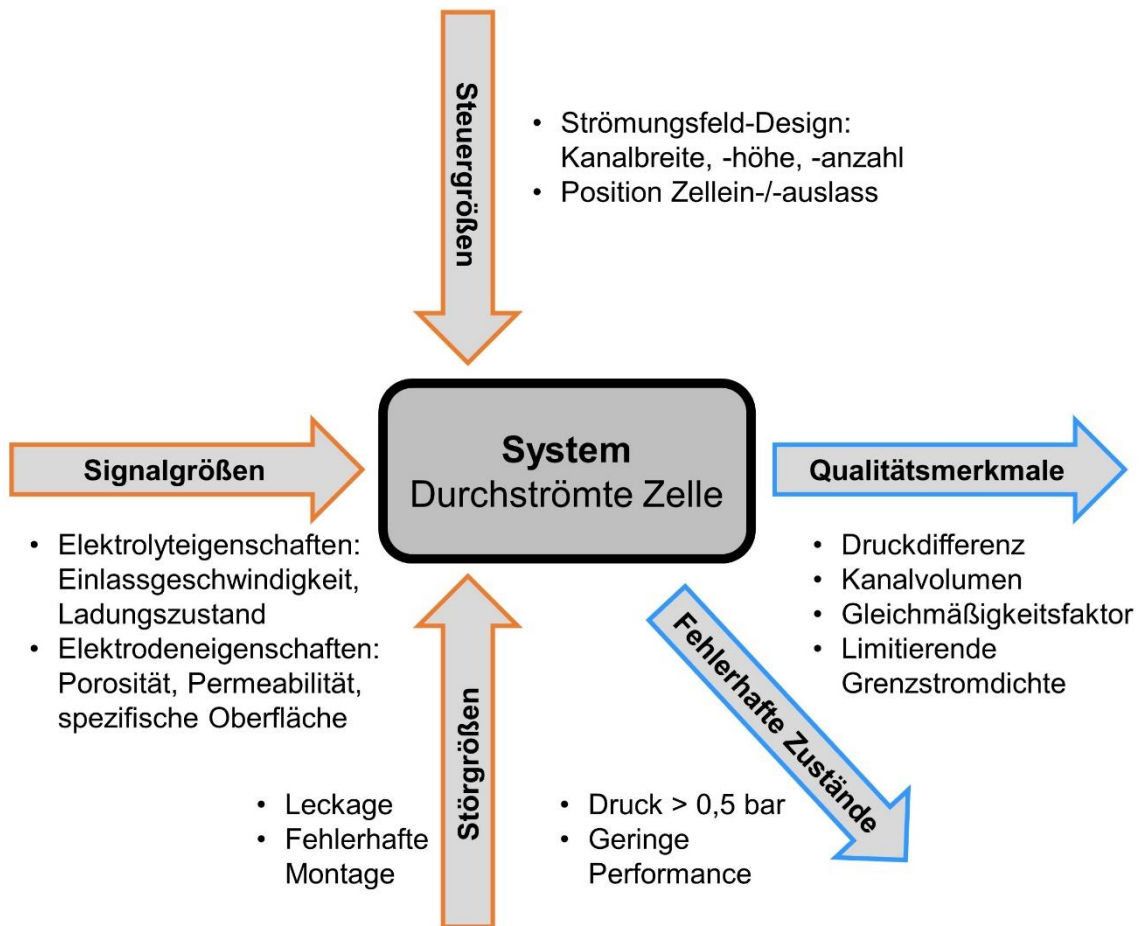 Steuergrößen
• Strömungsfeld-Design:
Kanalbreite, -höhe, -anzahl
• Position Zellein-/-auslass
Signalgrößen
• Elektrolyteigenschaften:
Einlassgeschwindigkeit,
Ladungszustand
• Elektrodeneigenschaften:
Porosität, Permeabilität,
spezifische Oberfläche
System
Durchströmte Zelle
Qualitätsmerkmale
• Druckdifferenz
• Kanalvolumen
• Gleichmäßigkeitsfaktor
• Limitierende
Grenzstromdichte
Störgrößen
• Leckage
• Fehlerhafte
Montage
Fehlerhafte Zustände
• Druck > 0,5 bar
• Geringe
Performance